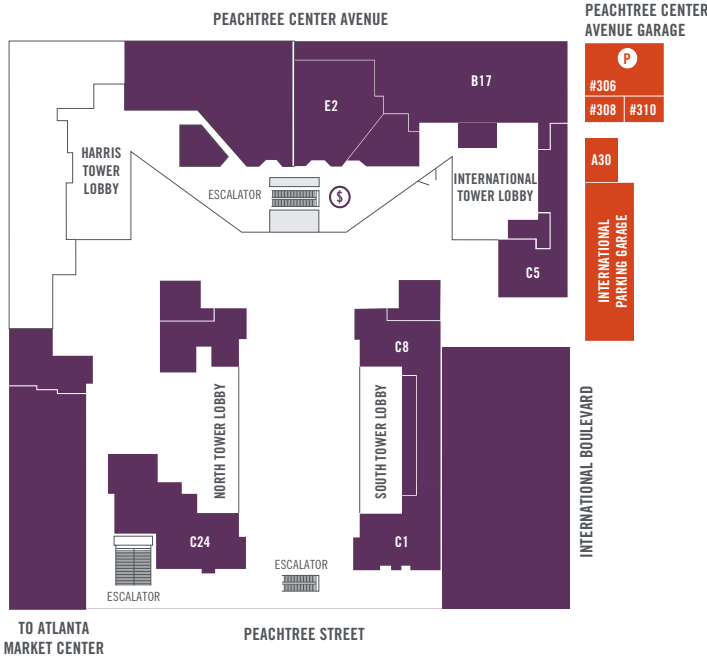 PEACHTREE CENTER AVENUE
PEACHTREE CENTER
AVENUE GARAGE
P
#306
#308
#310
B17
E2
A30
HARRIS
TOWER
LOBBY
ESCALATOR
$
INTERNATIONAL
TOWER LOBBY
INTERNATIONAL
PARKING GARAGE
C5
C8
NORTH TOWER LOBBY
SOUTH TOWER LOBBY
INTERNATIONAL BOULEVARD
C24
C1
ESCALATOR
ESCALATOR
TO ATLANTA
MARKET CENTER
PEACHTREE STREET